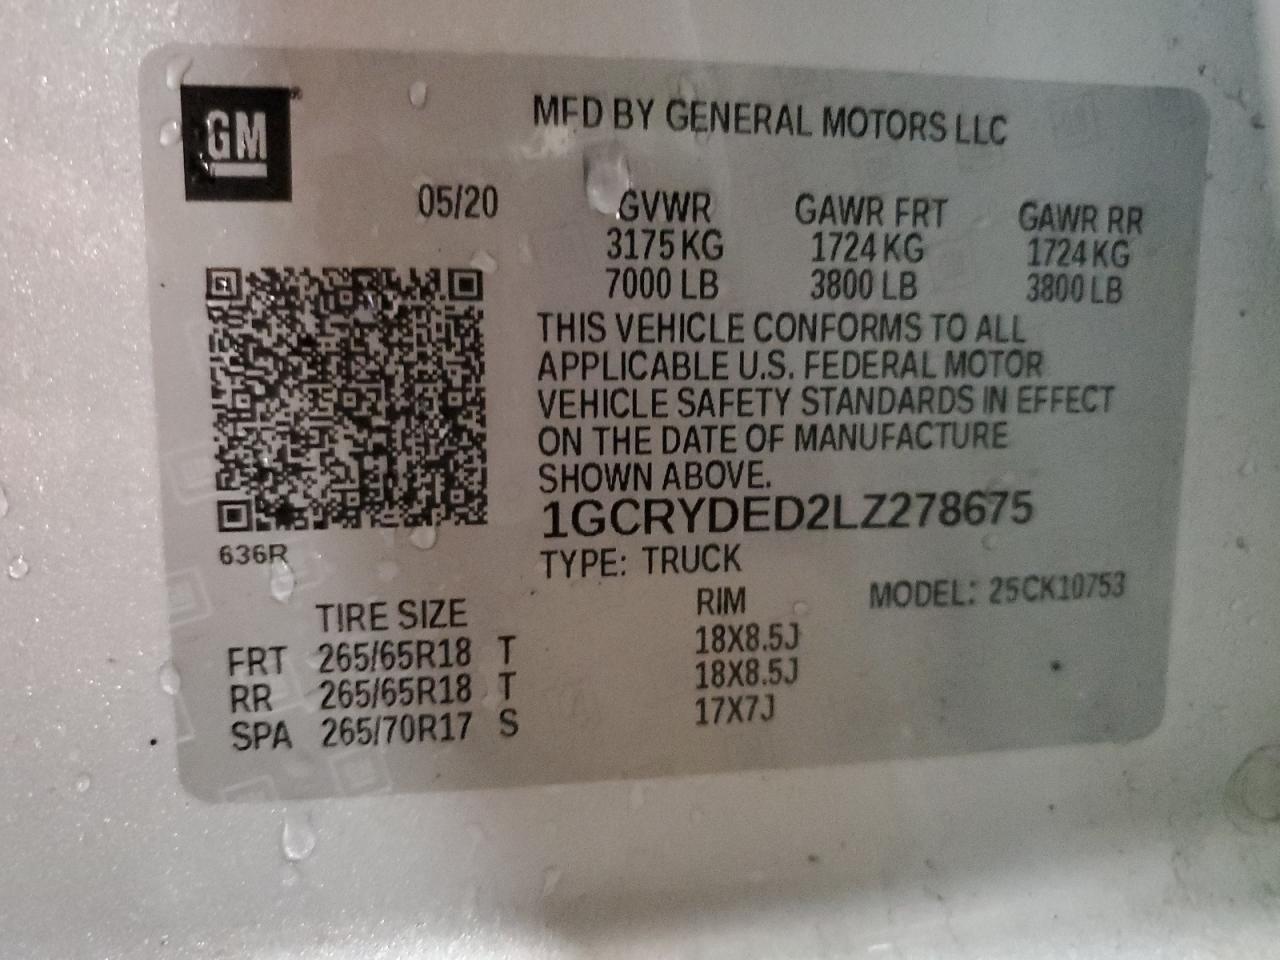 GM
MFD BY GENERAL MOTORS LLC
05/20 GVWR GAWR FRT GAWR RR
3175 KG 1724 KG 1724 KG
7000 LB 3800 LB 3800 LB
THIS VEHICLE CONFORMS TO ALL
APPLICABLE U.S. FEDERAL MOTOR
VEHICLE SAFETY STANDARDS IN EFFECT
ON THE DATE OF MANUFACTURE
SHOWN ABOVE.
1GCRYDED2LZ278675
636R
TYPE: TRUCK
MODEL: 25CK10753
TIRE SIZE RIM
FRT 265/65R18 T 18X8.5J
RR 265/65R18 T 18X8.5J
SPA 265/70R17 S 17X7J